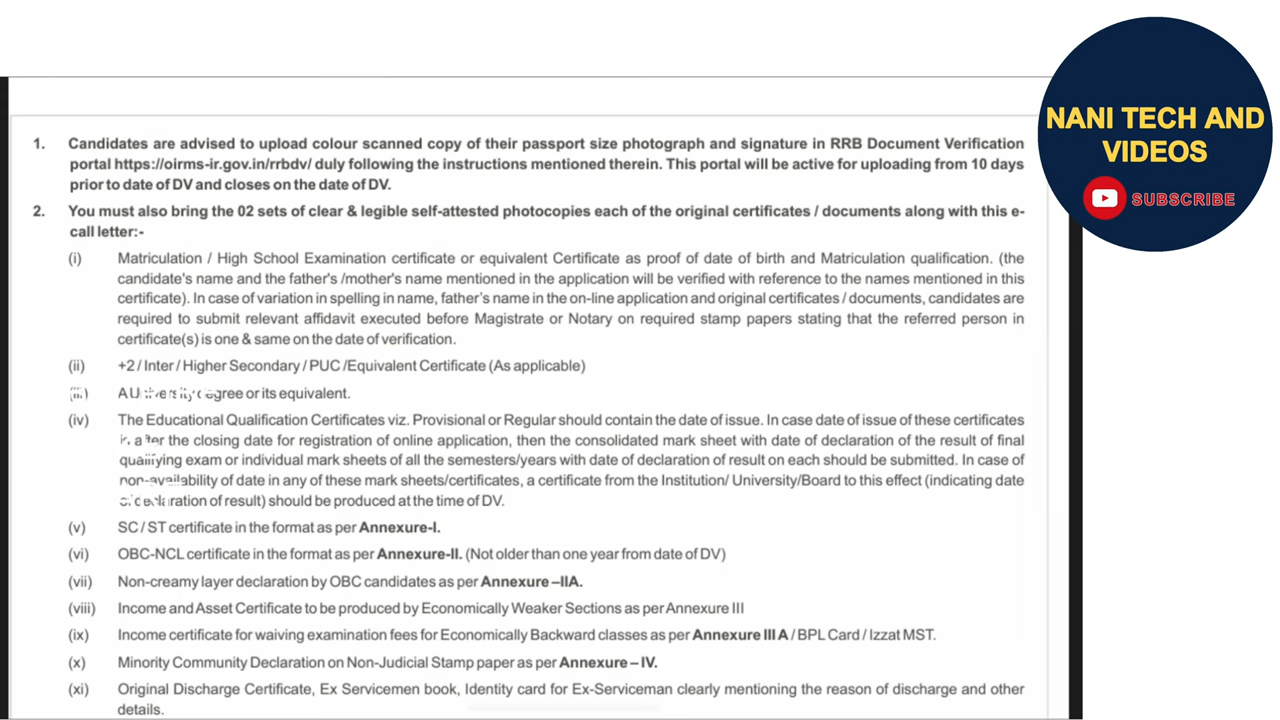 NANI TECH AND
VIDEOS
SUBSCRIBE
1. Candidates are advised to upload colour scanned copy of their passport size photograph and signature in RRB Document Verification
portal https://oirms-ir.gov.in/rrbdv/ duly following the instructions mentioned therein. This portal will be active for uploading from 10 days
prior to date of DV and closes on the date of DV.
2. You must also bring the 02 sets of clear & legible self-attested photocopies each of the original certificates / documents along with this e-
call letter:-
(i) Matriculation / High School Examination certificate or equivalent Certificate as proof of date of birth and Matriculation qualification. (the
candidate's name and the father's /mother's name mentioned in the application will be verified with reference to the names mentioned in this
certificate). In case of variation in spelling in name, father's name in the on-line application and original certificates / documents, candidates are
required to submit relevant affidavit executed before Magistrate or Notary on required stamp papers stating that the referred person in
certificate(s) is one & same on the date of verification.
(ii) +2 / Inter / Higher Secondary / PUC /Equivalent Certificate (As applicable)
(iii) A University degree or its equivalent.
(iv) The Educational Qualification Certificates viz. Provisional or Regular should contain the date of issue. In case date of issue of these certificates
is after the closing date for registration of online application, then the consolidated mark sheet with date of declaration of the result of final
qualifying exam or individual mark sheets of all the semesters/years with date of declaration of result on each should be submitted. In case of
non-availability of date in any of these mark sheets/certificates, a certificate from the Institution/ University/Board to this effect (indicating date
of declaration of result) should be produced at the time of DV.
(v) SC / ST certificate in the format as per Annexure-I.
(vi) OBC-NCL certificate in the format as per Annexure-II. (Not older than one year from date of DV)
(vii) Non-creamy layer declaration by OBC candidates as per Annexure –IIA.
(viii) Income and Asset Certificate to be produced by Economically Weaker Sections as per Annexure III
(ix) Income certificate for waiving examination fees for Economically Backward classes as per Annexure III A / BPL Card / Izzat MST.
(x) Minority Community Declaration on Non-Judicial Stamp paper as per Annexure – IV.
(xi) Original Discharge Certificate, Ex Servicemen book, Identity card for Ex-Serviceman clearly mentioning the reason of discharge and other
details.